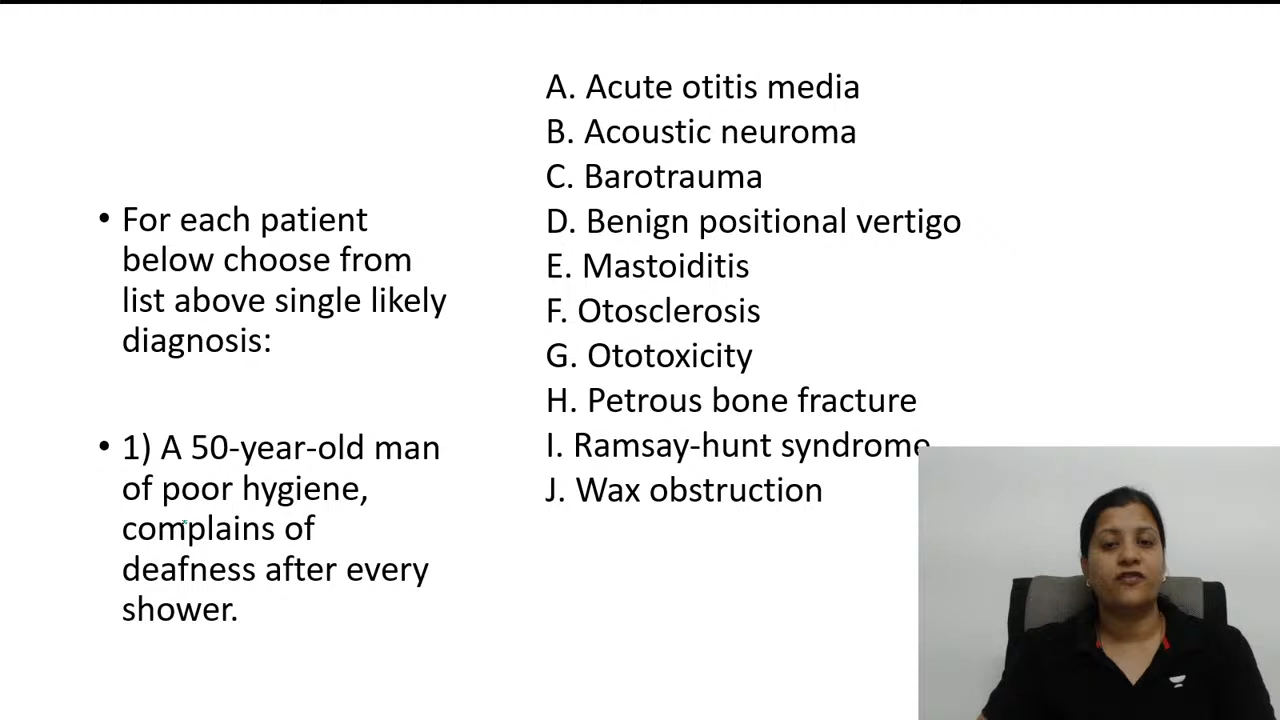 • For each patient
below choose from
list above single likely
diagnosis:
• 1) A 50-year-old man
of poor hygiene,
complains of
deafness after every
shower.
A. Acute otitis media
B. Acoustic neuroma
C. Barotrauma
D. Benign positional vertigo
E. Mastoiditis
F. Otosclerosis
G. Ototoxicity
H. Petrous bone fracture
I. Ramsay-hunt syndrome
J. Wax obstruction